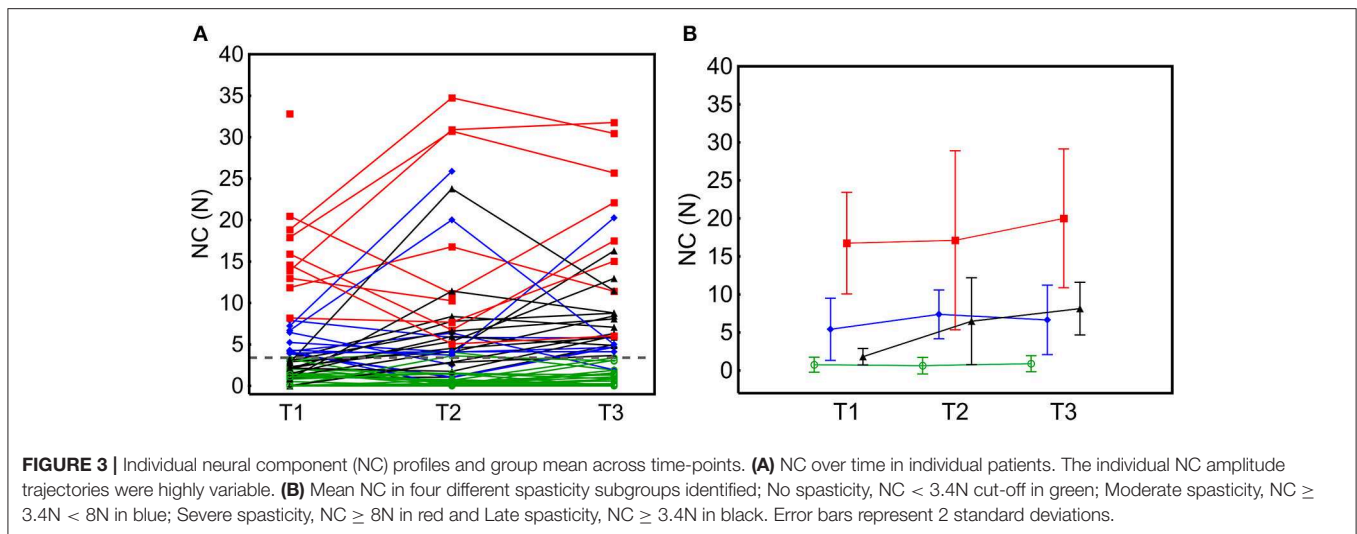 A
B
40
35
30
25
20
15
10
5
0
NC (N)
T1 T2 T3
40
35
30
25
20
15
10
5
0
NC (N)
T1 T2 T3
FIGURE 3 | Individual neural component (NC) profiles and group mean across time-points. (A) NC over time in individual patients. The individual NC amplitude
trajectories were highly variable. (B) Mean NC in four different spasticity subgroups identified; No spasticity, NC < 3.4N cut-off in green; Moderate spasticity, NC ≥
3.4N < 8N in blue; Severe spasticity, NC ≥ 8N in red and Late spasticity, NC ≥ 3.4N in black. Error bars represent 2 standard deviations.